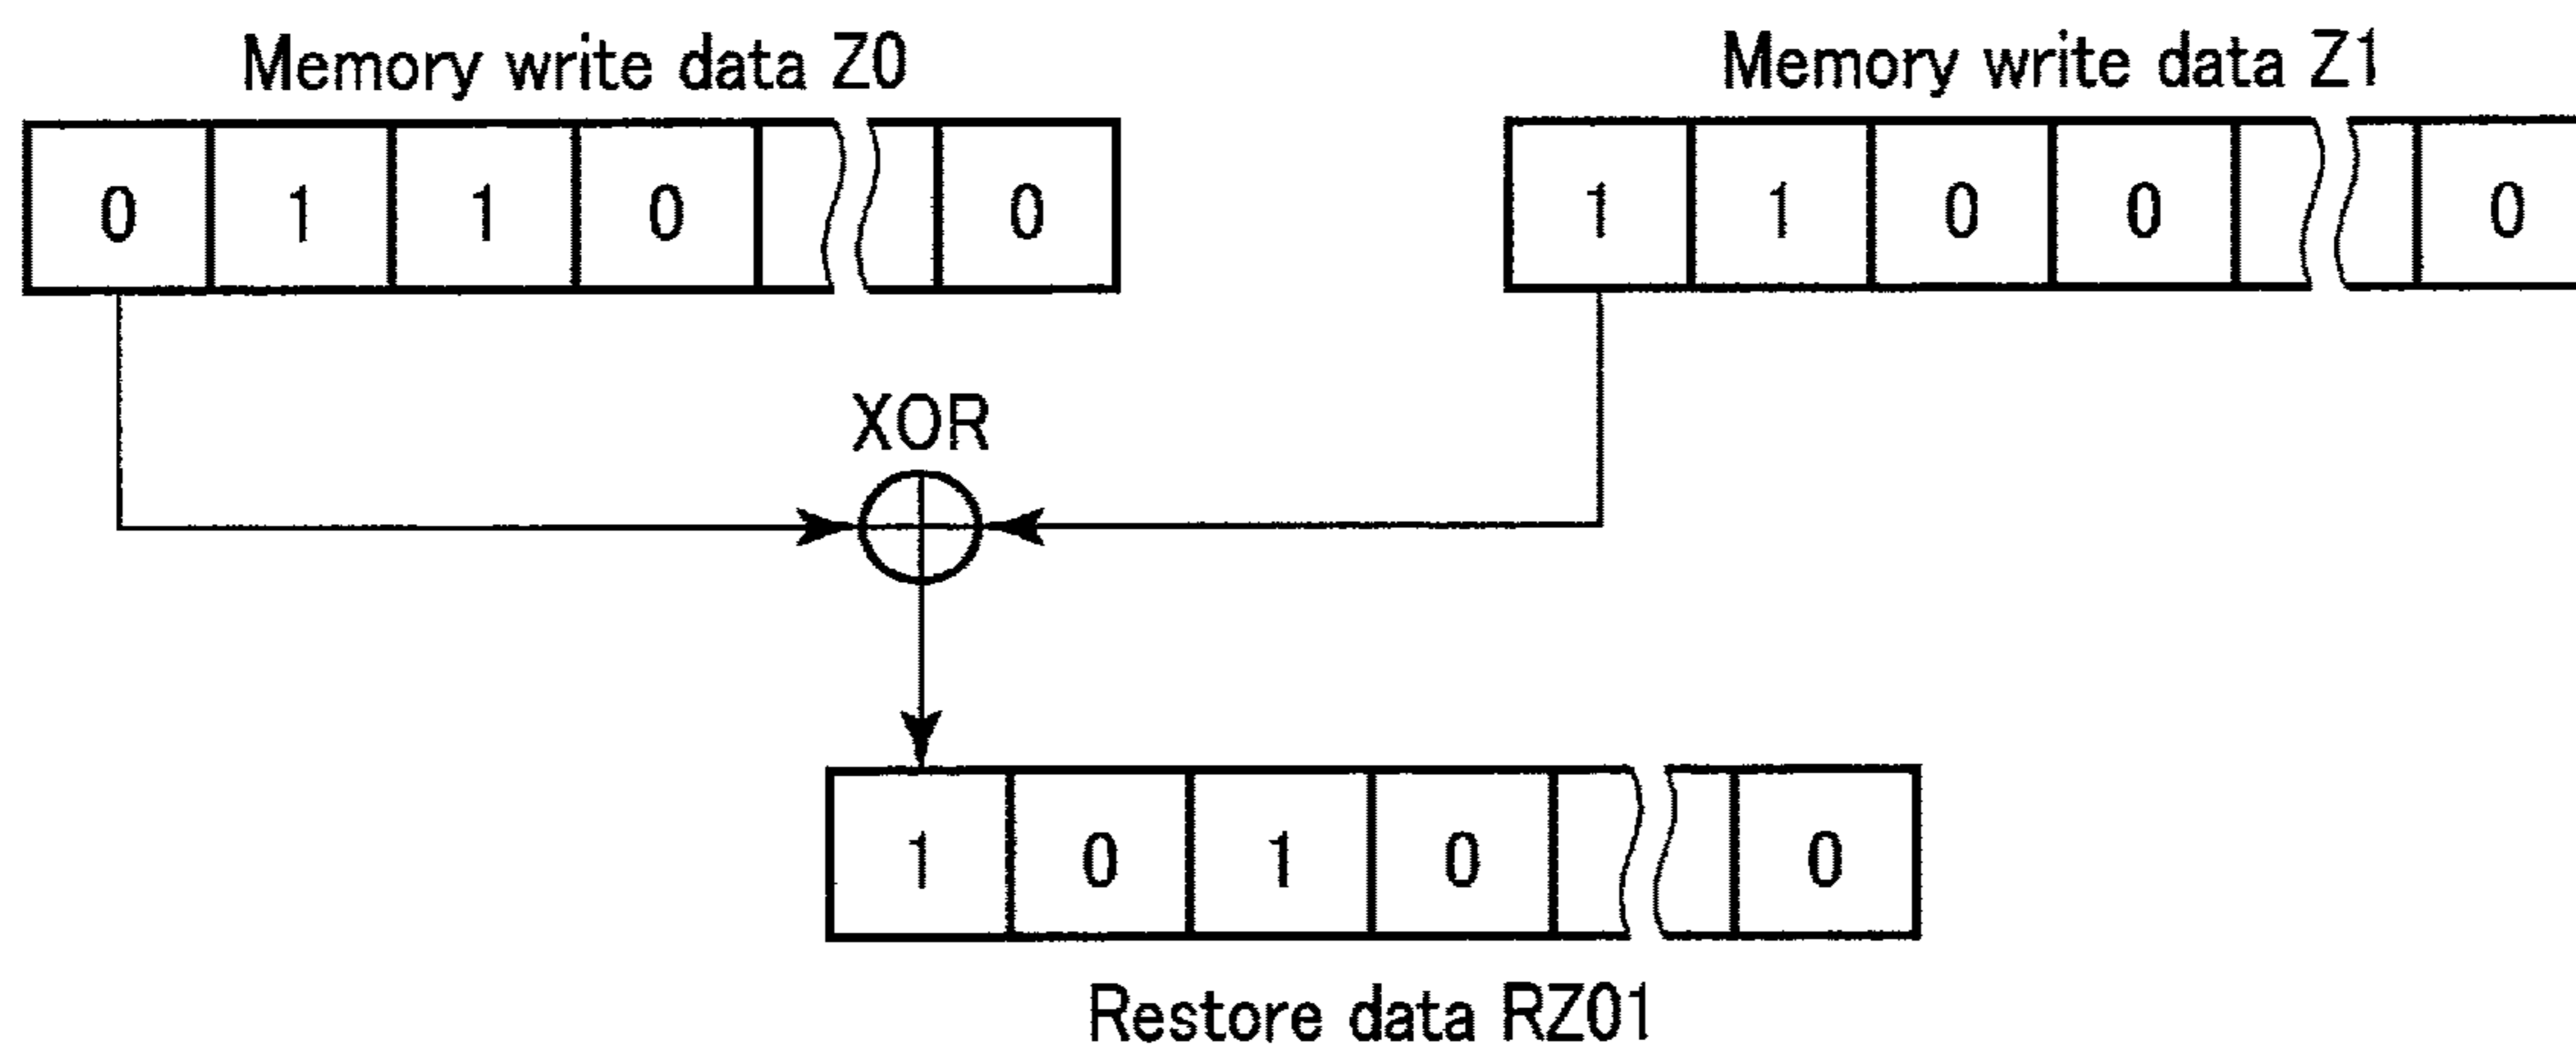 Memory write data Z0
Memory write data Z1
0 1 1 0 0
1 1 0 0 0
XOR
1 0 1 0 0
Restore data RZ01